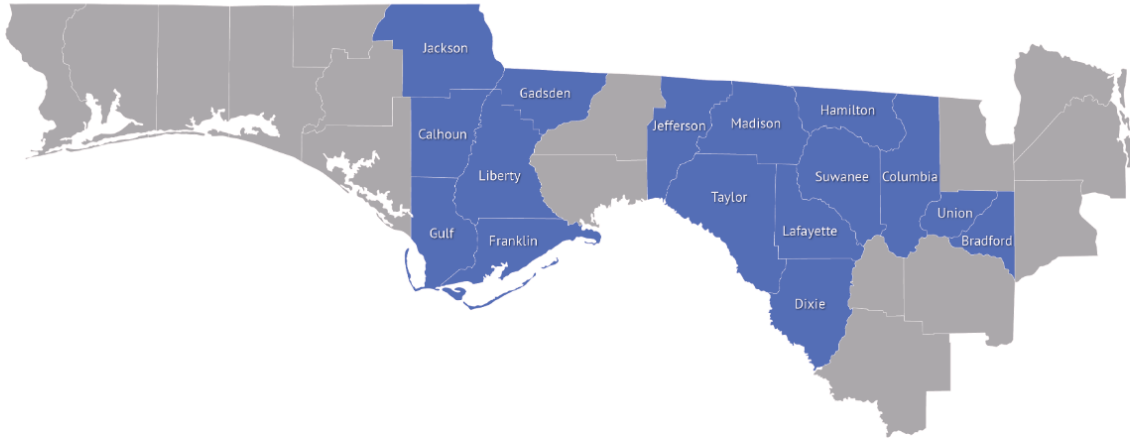 Jackson
Gadsden
Calhoun
Liberty
Gulf
Franklin
Jefferson
Madison
Hamilton
Suwanee
Columbia
Taylor
Lafayette
Union
Bradford
Dixie